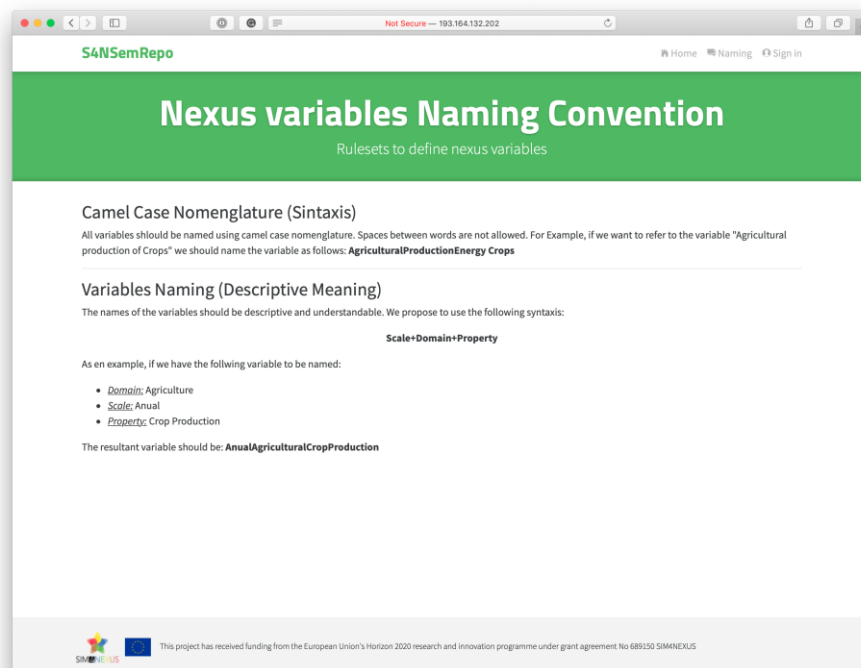 Not Secure — 193.164.132.202
S4NSemRepo
Home Naming Sign in
Nexus variables Naming Convention
Rulesets to define nexus variables
Camel Case Nomenglature (Sintaxis)
All variables shlould be named using camel case nomenglature. Spaces between words are not allowed. For Example, if we want to refer to the variable "Agricultural
production of Crops" we should name the variable as follows: AgriculturalProductionEnergy Crops
Variables Naming (Descriptive Meaning)
The names of the variables should be descriptive and understandable. We propose to use the following syntaxis:
Scale+Domain+Property
As en example, if we have the follwing variable to be named:
• Domain: Agriculture
• Scale: Anual
• Property: Crop Production
The resultant variable should be: AnualAgriculturalCropProduction
SIM4NEXUS
This project has received funding from the European Union's Horizon 2020 research and innovation programme under grant agreement No 689150 SIM4NEXUS